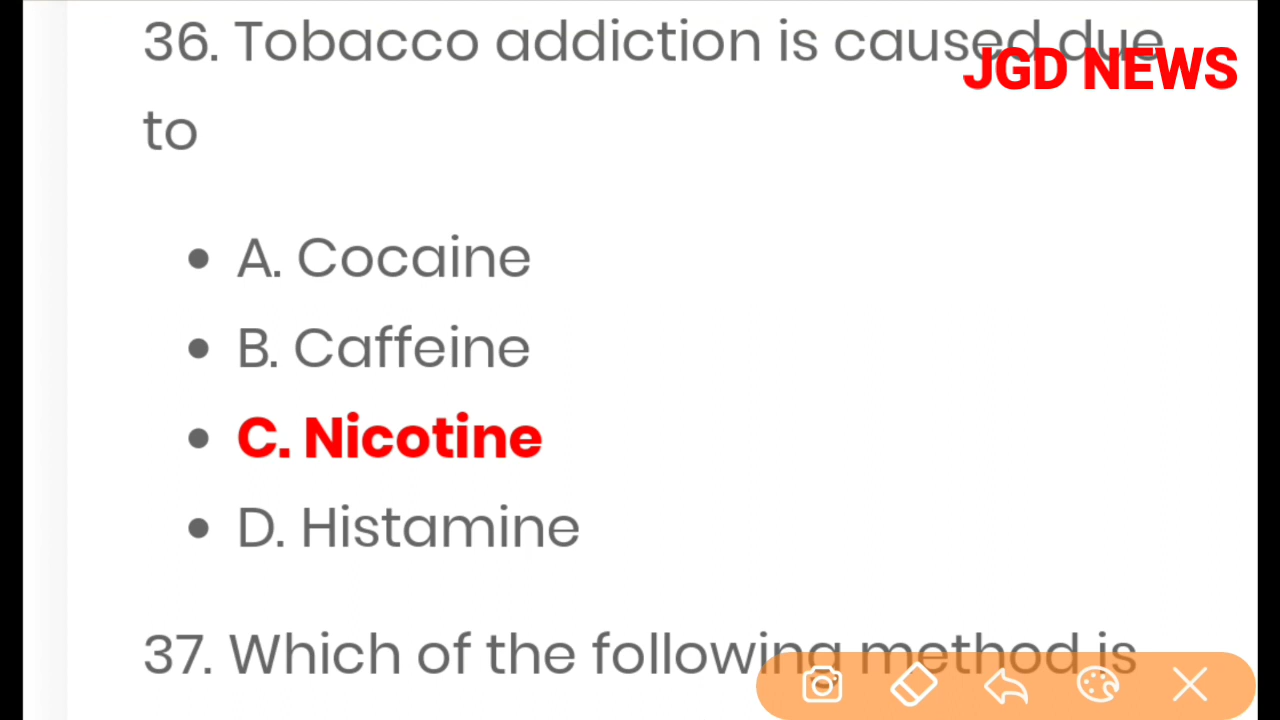 36. Tobacco addiction is caused due
JGD NEWS
to
A. Cocaine
B. Caffeine
C. Nicotine
D. Histamine
37. Which of the following method is